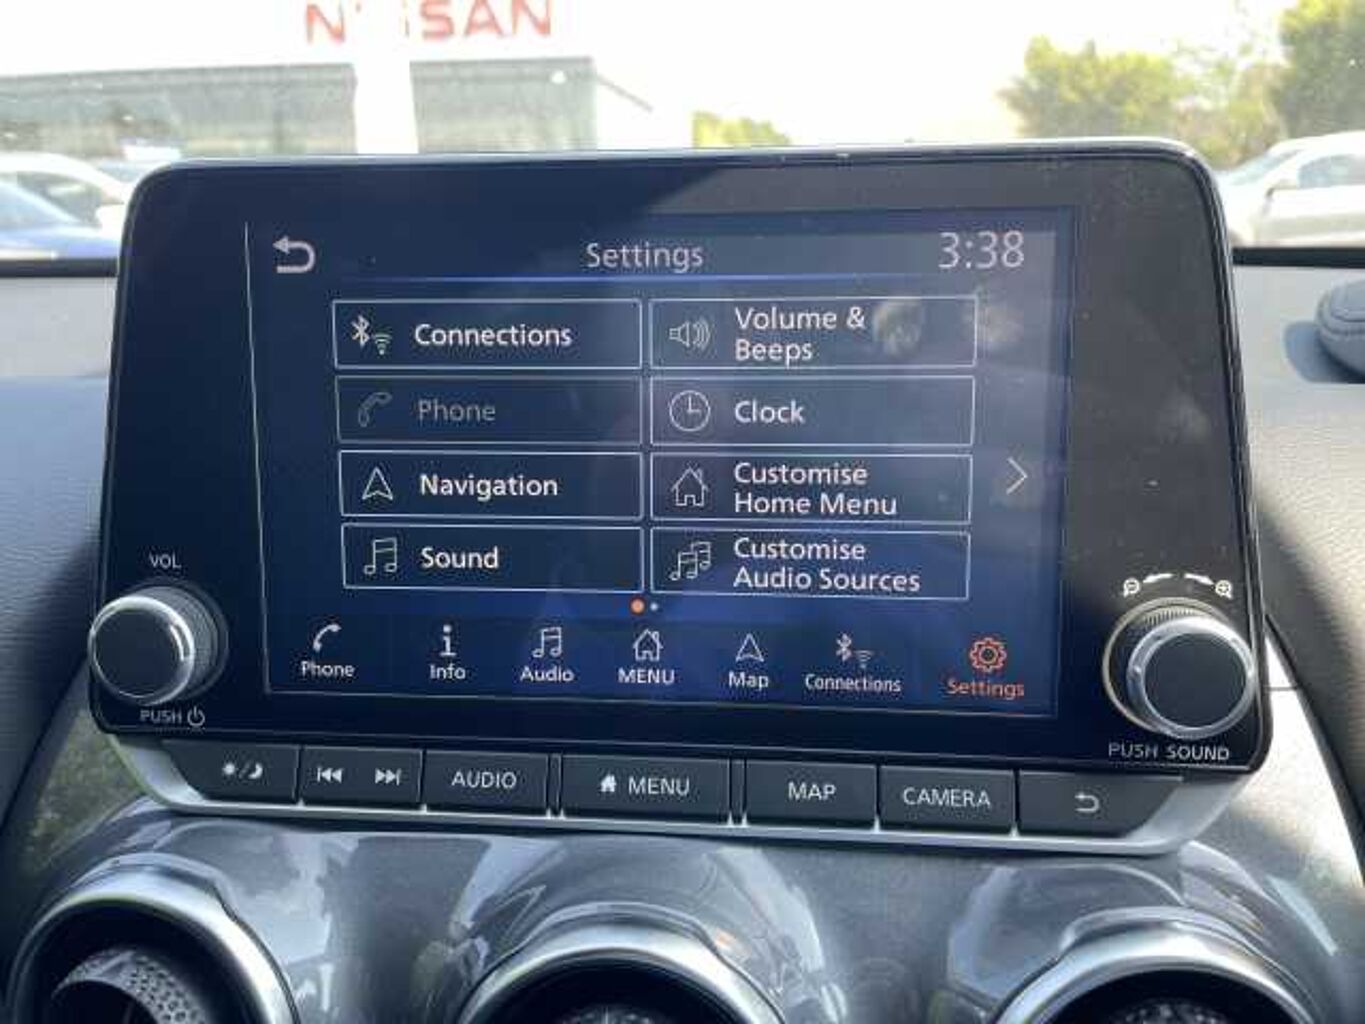 NISSAN
Settings
3:38
Connections
Volume &
Beeps
Phone
Clock
Navigation
Customise
Home Menu
Sound
Customise
Audio Sources
Phone
Info
Audio
MENU
Map
Connections
Settings
VOL
PUSH
PUSH SOUND
AUDIO
MENU
MAP
CAMERA